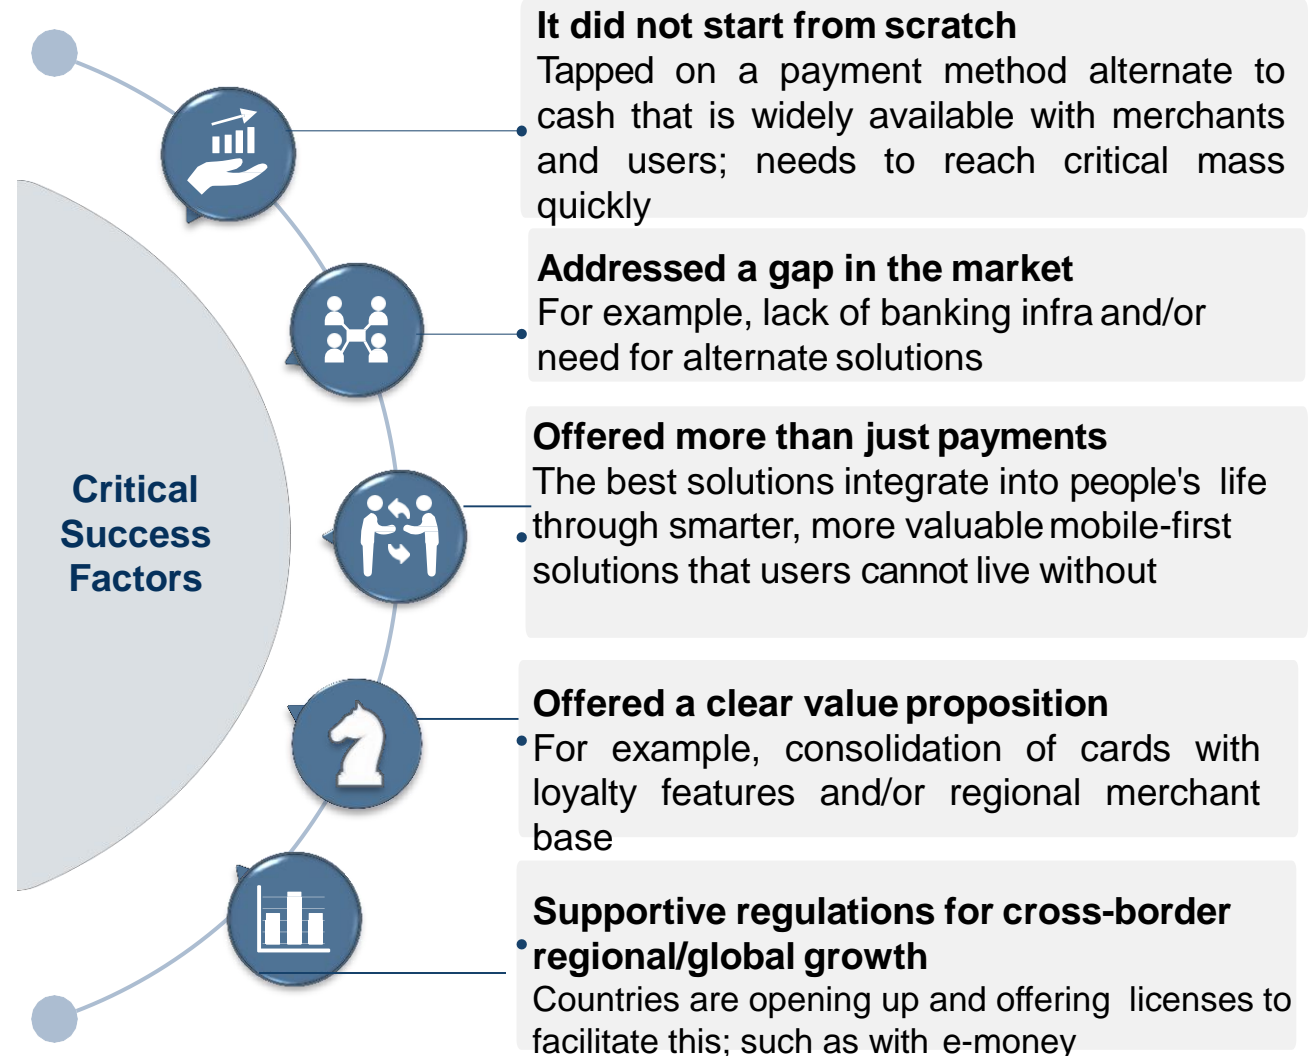 It did not start from scratch
Tapped on a payment method alternate to
cash that is widely available with merchants
and users; needs to reach critical mass
quickly
Addressed a gap in the market
For example, lack of banking infra and/or
need for alternate solutions
Critical
Success
Factors
Offered more than just payments
The best solutions integrate into people's life
through smarter, more valuable mobile-first
solutions that users cannot live without
Offered a clear value proposition
For example, consolidation of cards with
loyalty features and/or regional merchant
base
Supportive regulations for cross-border
regional/global growth
Countries are opening up and offering licenses to
facilitate this; such as with e-money